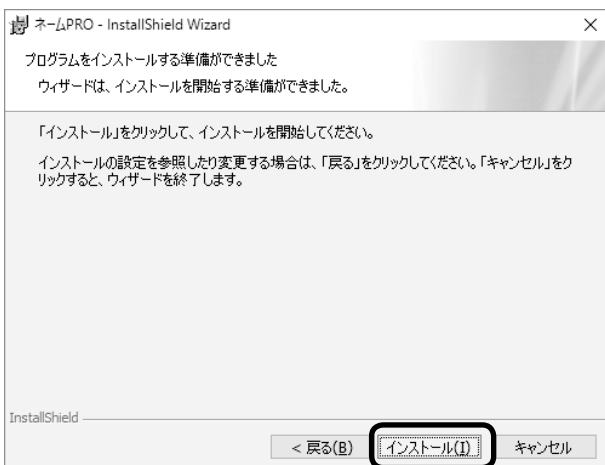 ネームPRO - InstallShield Wizard
プログラムをインストールする準備ができました
ウィザードは、インストールを開始する準備ができました。
「インストール」をクリックして、インストールを開始してください。
インストールの設定を参照したり変更する場合は、「戻る」をクリックしてください。「キャンセル」をク
リックすると、ウィザードを終了します。
InstallShield
< 戻る(B) インストール(I) キャンセル